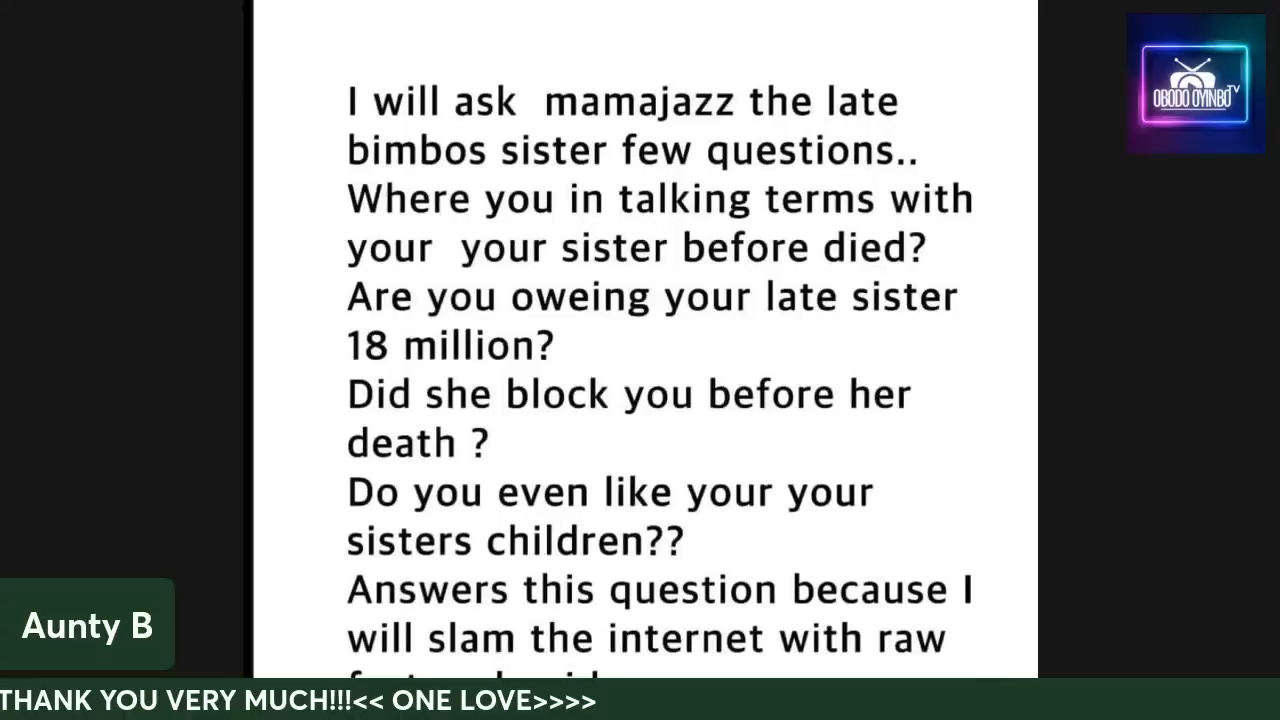 I will ask  mamajazz the late
bimbos sister few questions..
Where you in talking terms with
your  your sister before died?
Are you oweing your late sister
18 million?
Did she block you before her
death ?
Do you even like your your
sisters children??
Answers this question because I
will slam the internet with raw
Aunty B
THANK YOU VERY MUCH!!!<< ONE LOVE>>>>
OBODO OYINBO TV